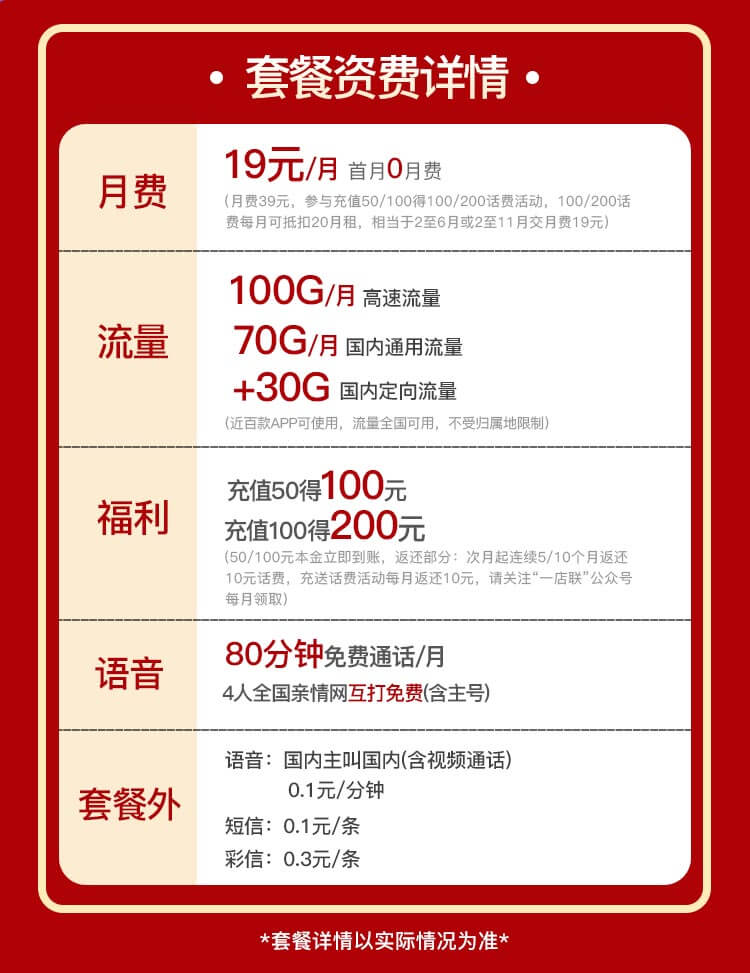 · 套餐资费详情 ·
月费
19元/月 首月0月费
(月费39元，参与充值50/100得100/200话费活动，100/200话
费每月可抵扣20月租，相当于2至6月或2至11月交月费19元)
流量
100G/月 高速流量
70G/月 国内通用流量
+30G 国内定向流量
(近百款APP可使用，流量全国可用，不受归属地限制)
福利
充值50得100元
充值100得200元
(50/100元本金立即到账，返还部分：次月起连续5/10个月返还
10元话费，充送话费活动每月返还10元，请关注“一店联”公众号
每月领取)
语音
80分钟免费通话/月
4人全国亲情网互打免费(含主号)
套餐外
语音：国内主叫国内(含视频通话)
0.1元/分钟
短信：0.1元/条
彩信：0.3元/条
*套餐详情以实际情况为准*